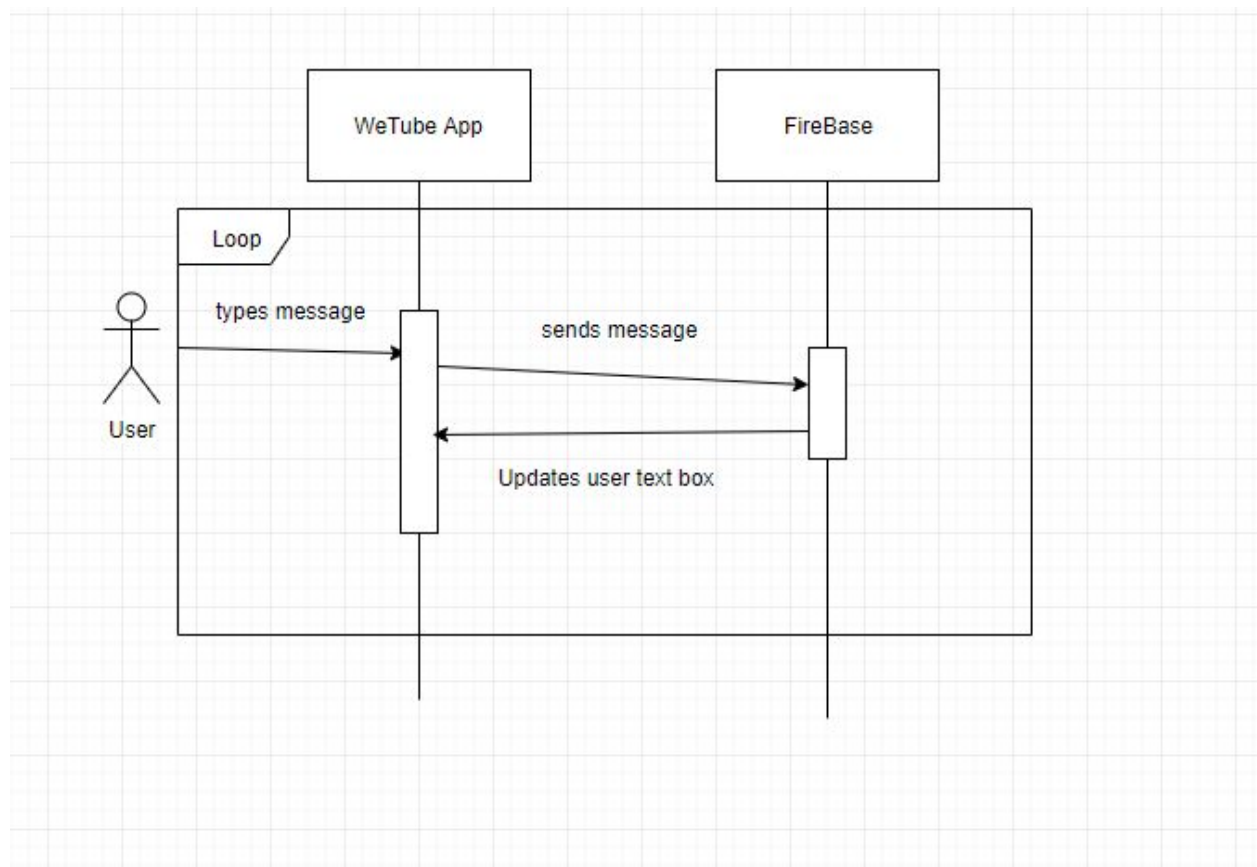 WeTube App
FireBase
Loop
types message
sends message
User
Updates user text box